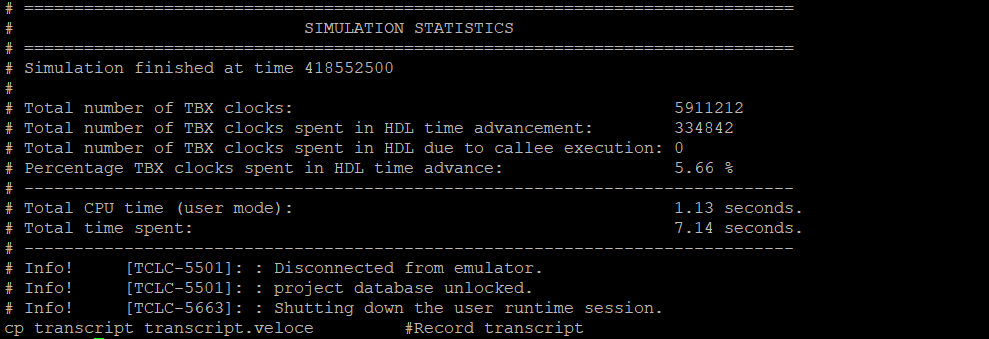 # =============================================================================
#                             SIMULATION STATISTICS
# =============================================================================
# Simulation finished at time 418552500
#
# Total number of TBX clocks:                                      5911212
# Total number of TBX clocks spent in HDL time advancement:        334842
# Total number of TBX clocks spent in HDL due to callee execution: 0
# Percentage TBX clocks spent in HDL time advance:                 5.66 %
# -----------------------------------------------------------------------------
# Total CPU time (user mode):                                      1.13 seconds.
# Total time spent:                                                7.14 seconds.
# -----------------------------------------------------------------------------
# Info!     [TCLC-5501]: : Disconnected from emulator.
# Info!     [TCLC-5501]: : project database unlocked.
# Info!     [TCLC-5663]: : Shutting down the user runtime session.
cp transcript transcript.veloce         #Record transcript